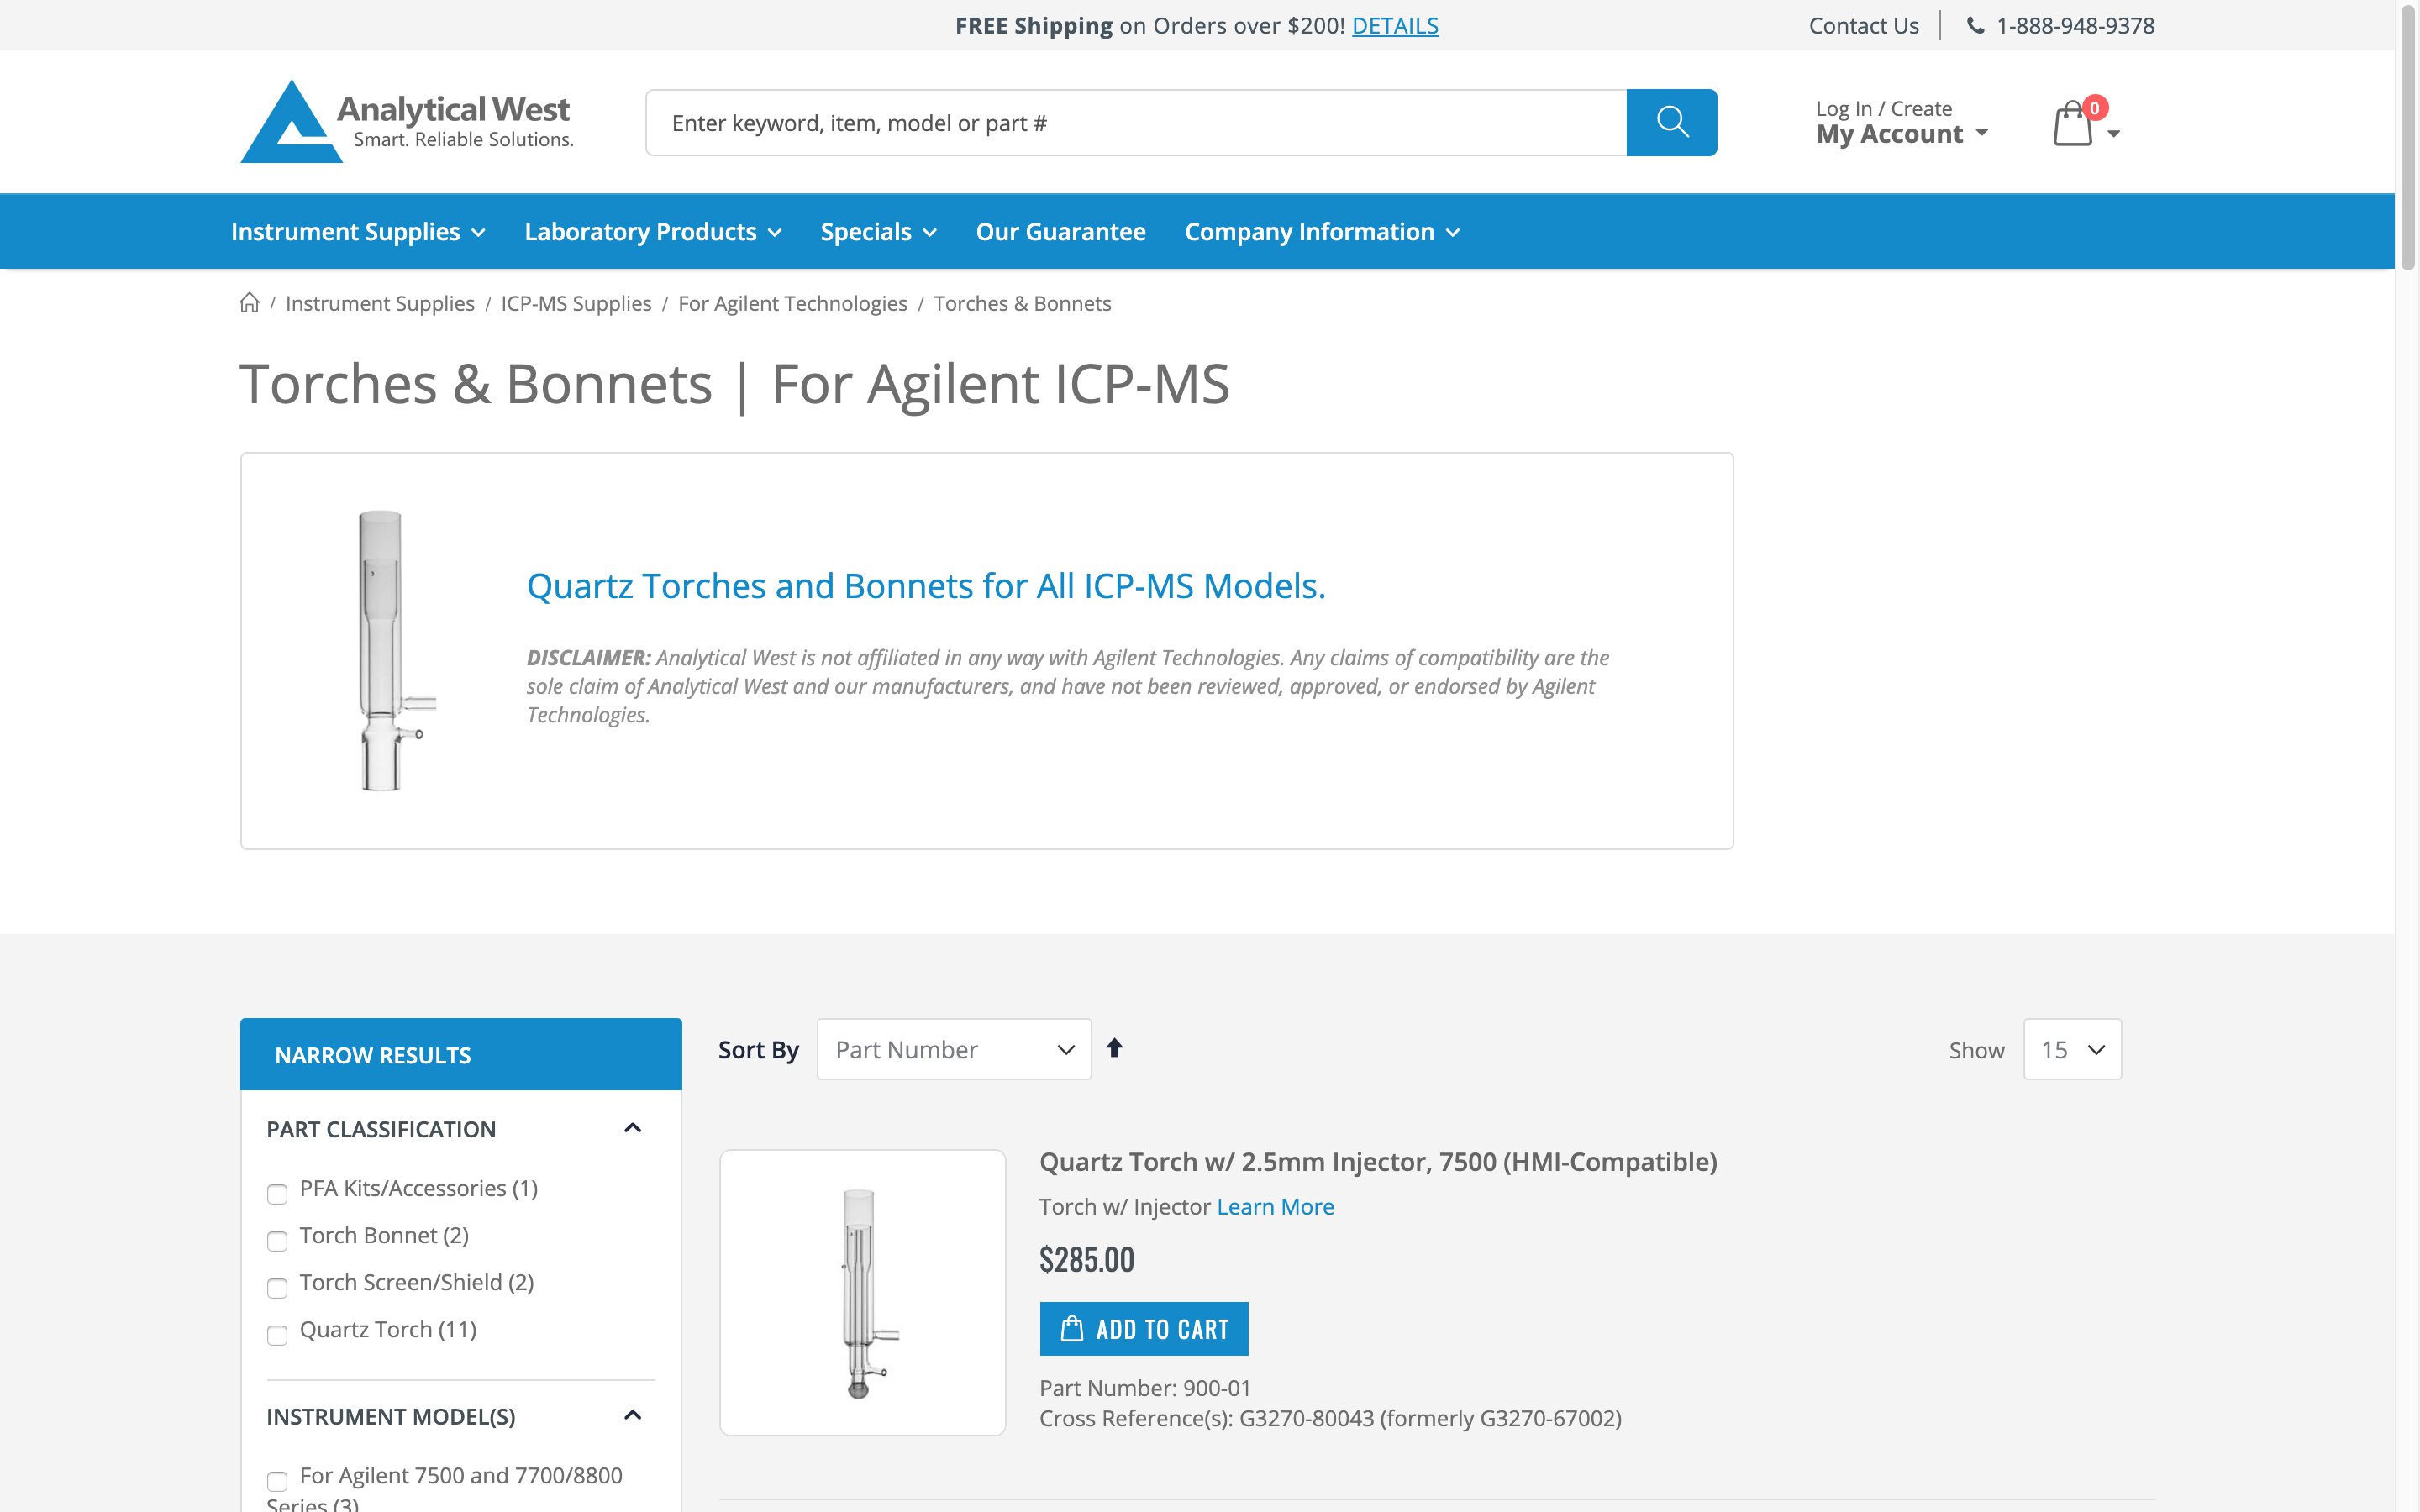 FREE Shipping on Orders over $200! DETAILS
Contact Us
1-888-948-9378
Analytical West
Smart. Reliable Solutions.
Enter keyword, item, model or part #
Log In / Create
My Account
0
Instrument Supplies
Laboratory Products
Specials
Our Guarantee
Company Information
/ Instrument Supplies / ICP-MS Supplies / For Agilent Technologies / Torches & Bonnets
Torches & Bonnets | For Agilent ICP-MS
Quartz Torches and Bonnets for All ICP-MS Models.
DISCLAIMER: Analytical West is not affiliated in any way with Agilent Technologies. Any claims of compatibility are the
sole claim of Analytical West and our manufacturers, and have not been reviewed, approved, or endorsed by Agilent
Technologies.
NARROW RESULTS
PART CLASSIFICATION
PFA Kits/Accessories (1)
Torch Bonnet (2)
Torch Screen/Shield (2)
Quartz Torch (11)
INSTRUMENT MODEL(S)
For Agilent 7500 and 7700/8800
Series (3)
Sort By
Part Number
Show
15
Quartz Torch w/ 2.5mm Injector, 7500 (HMI-Compatible)
Torch w/ Injector Learn More
$285.00
ADD TO CART
Part Number: 900-01
Cross Reference(s): G3270-80043 (formerly G3270-67002)